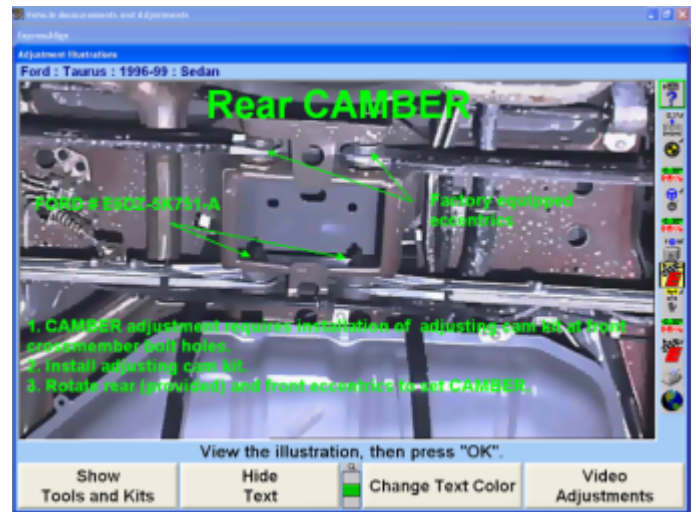 Vehicle Measurements and Adjustments
ExpressAlign
Adjustment Illustrations
Ford : Taurus : 1996-99 : Sedan
Rear CAMBER
Factory equipped
eccentrics
1. CAMBER adjustment requires installation of adjusting cam kit at front
crossmember bolt holes
2. Install adjusting cam kit.
3. Rotate rear (provided) and front eccentrics to set CAMBER.
View the illustration, then press "OK".
Show
Tools and Kits
Hide
Text
Change Text Color
Video
Adjustments